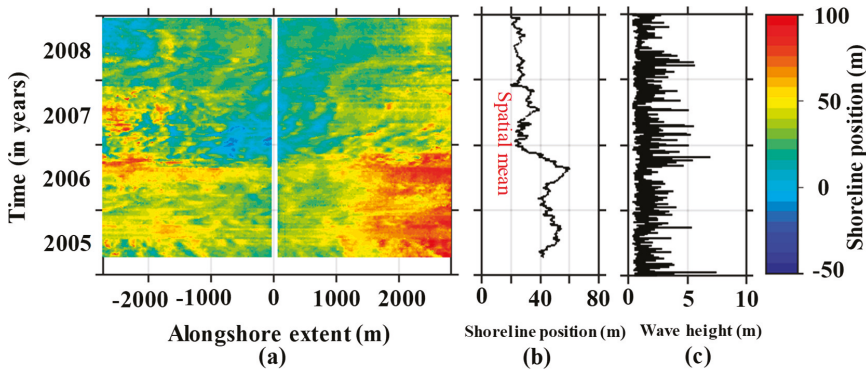 2008
2007
2006
2005
Time (in years)
-2000 -1000 0 1000 2000
Alongshore extent (m)
(a)
Spatial mean
0 40 80
Shoreline position (m)
(b)
0 5 10
Wave height (m)
(c)
100
50
0
-50
Shoreline position (m)